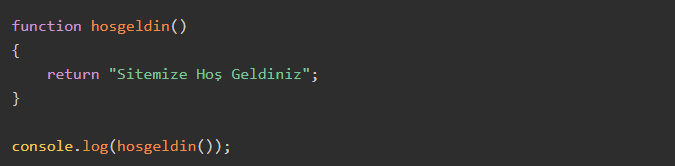 function hosgeldin()
{
    return "Sitemize Hoş Geldiniz";
}
console.log(hosgeldin());